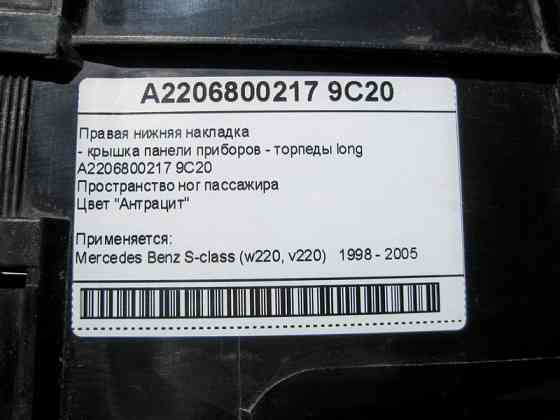 A2206800217 9C20
Правая нижняя накладка
- крышка панели приборов - торпеды long
A2206800217 9C20
Пространство ног пассажира
Цвет "Антрацит"
Применяется:
Mercedes Benz S-class (w220, v220) 1998 - 2005